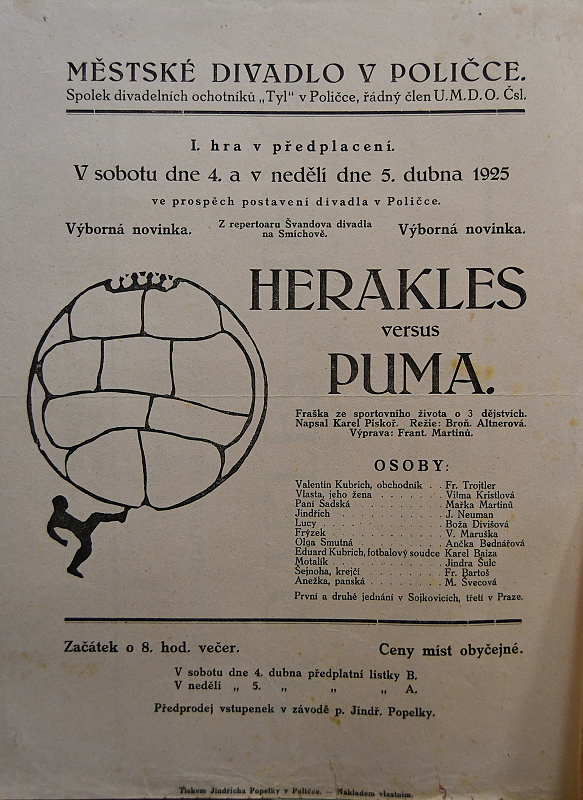 MĚSTSKÉ DIVADLO V POLIČCE.
Spolek divadelních ochotníků „Tyl“ v Poličce, řádný člen U.M.D.O. Čsl.
I. hra v předplacení.
V sobotu dne 4. a v neděli dne 5. dubna 1925
ve prospěch postavení divadla v Poličce.
Výborná novinka.
Z repertoaru Švandova divadla
na Smíchově.
Výborná novinka.
HERAKLES
versus
PUMA.
Fraška ze sportovního života o 3 dějstvích.
Napsal Karel Piskoř. Režie: Broň. Altnerová.
Výprava: Frant. Martinů.
OSOBY:
Valentin Kubrich, obchodník . . Fr. Trojtler
Vlasta, jeho žena . . . . . . . Vilma Kristlová
Paní Sadská . . . . . . . . . Mařka Martinů
Jindřich . . . . . . . . . . J. Neuman
Lucy . . . . . . . . . . . Boža Divišová
Frýzek . . . . . . . . . . V. Maruška
Olga Smutná . . . . . . . . Ančka Bednářová
Eduard Kubrich, fotbalový soudce Karel Baiza
Motalík . . . . . . . . . . Jindra Šulc
Šejnoha, krejčí . . . . . . . Fr. Bartoš
Anežka, panská . . . . . . . M. Švecová
První a druhé jednání v Sojkovicích, třetí v Praze.
Začátek o 8. hod. večer. Ceny míst obyčejné.
V sobotu dne 4. dubna předplatní lístky B.
V neděli „ 5. „ „ „ A.
Předprodej vstupenek v závodě p. Jindř. Popelky.
Tiskem Jindřicha Popelky v Poličce. — Nákladem vlastním.